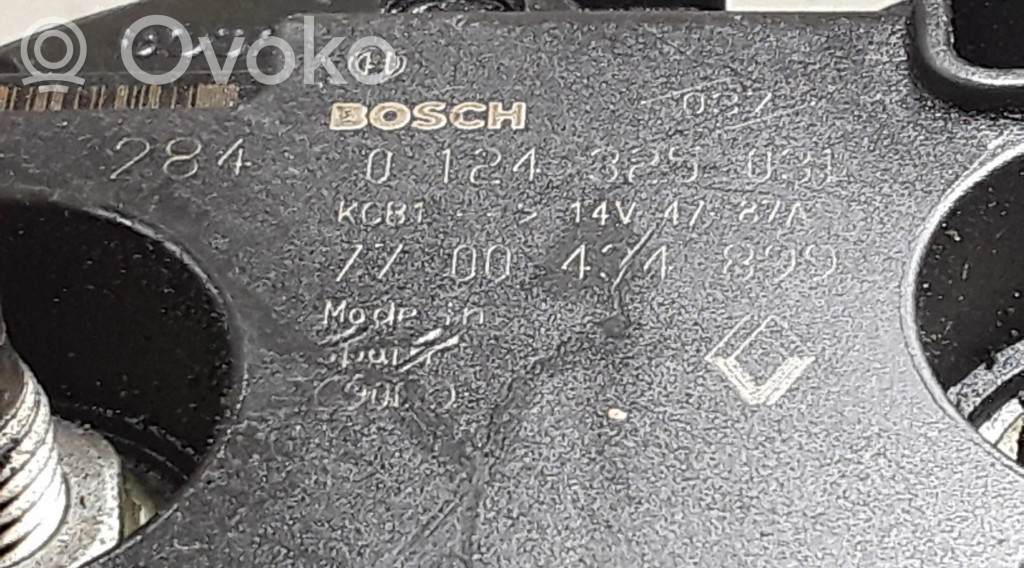 Ovoko
BOSCH
284 0 124 325 031
KCB1 --> 14V 47-87A
77 00 434 899
Made in